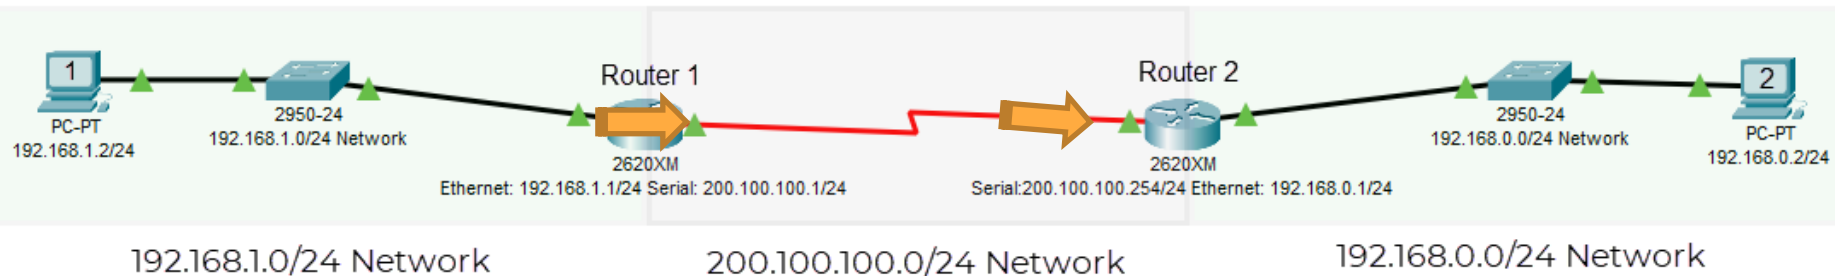 1
PC-PT
192.168.1.2/24
2950-24
192.168.1.0/24 Network
Router 1
2620XM
Ethernet: 192.168.1.1/24 Serial: 200.100.100.1/24
Router 2
2620XM
Serial:200.100.100.254/24 Ethernet: 192.168.0.1/24
2950-24
192.168.0.0/24 Network
2
PC-PT
192.168.0.2/24
192.168.1.0/24 Network
200.100.100.0/24 Network
192.168.0.0/24 Network